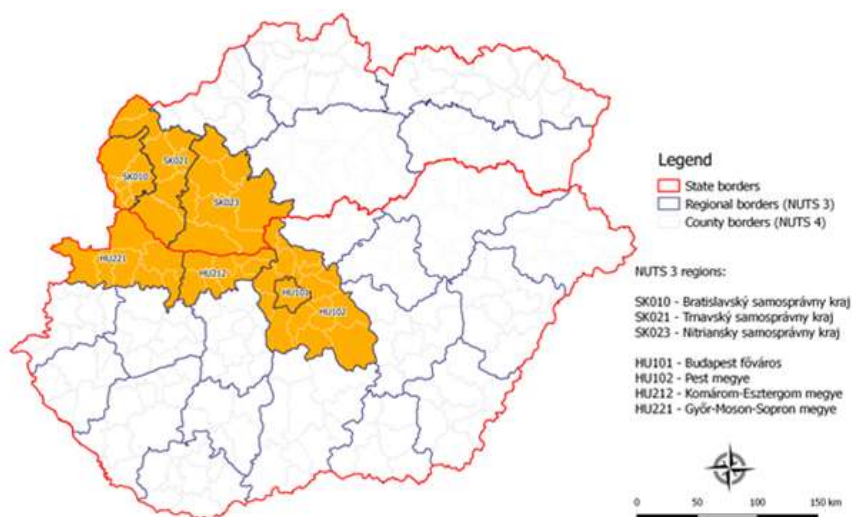 SK021
SK010
SK023
HU221
HU212
HU101
HU102
Legend
State borders
Regional borders (NUTS 3)
County borders (NUTS 4)
NUTS 3 regions:
SK010 - Bratislavský samosprávny kraj
SK021 - Trnavský samosprávny kraj
SK023 - Nitriansky samosprávny kraj
HU101 - Budapest főváros
HU102 - Pest megye
HU212 - Komárom-Esztergom megye
HU221 - Győr-Moson-Sopron megye
0 50 100 150 km